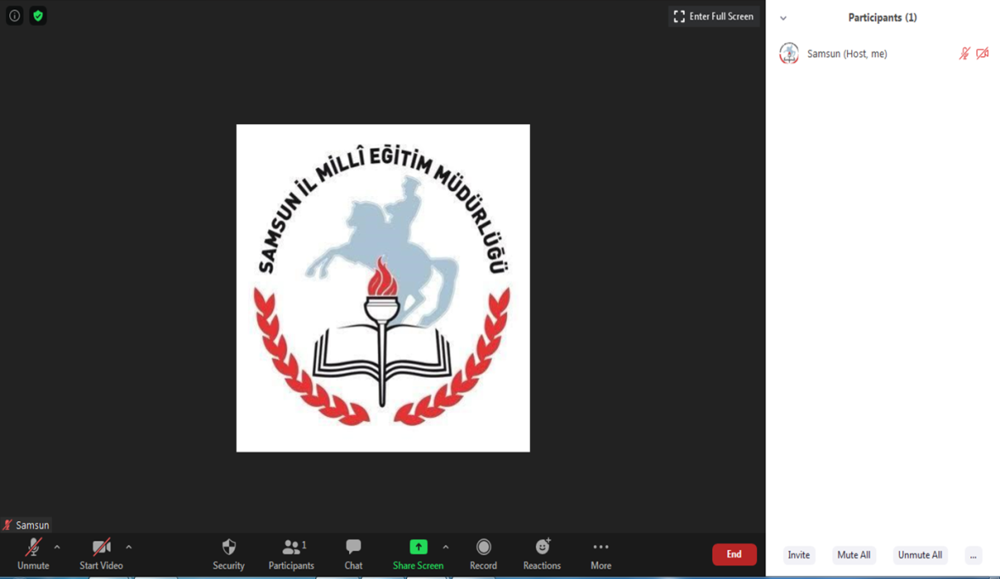 Enter Full Screen
Participants (1)
Samsun (Host, me)
SAMSUN İL MİLLÎ EĞİTİM MÜDÜRLÜĞÜ
Samsun
Unmute
Start Video
Security
1
Participants
Chat
Share Screen
Record
Reactions
More
End
Invite
Mute All
Unmute All
...